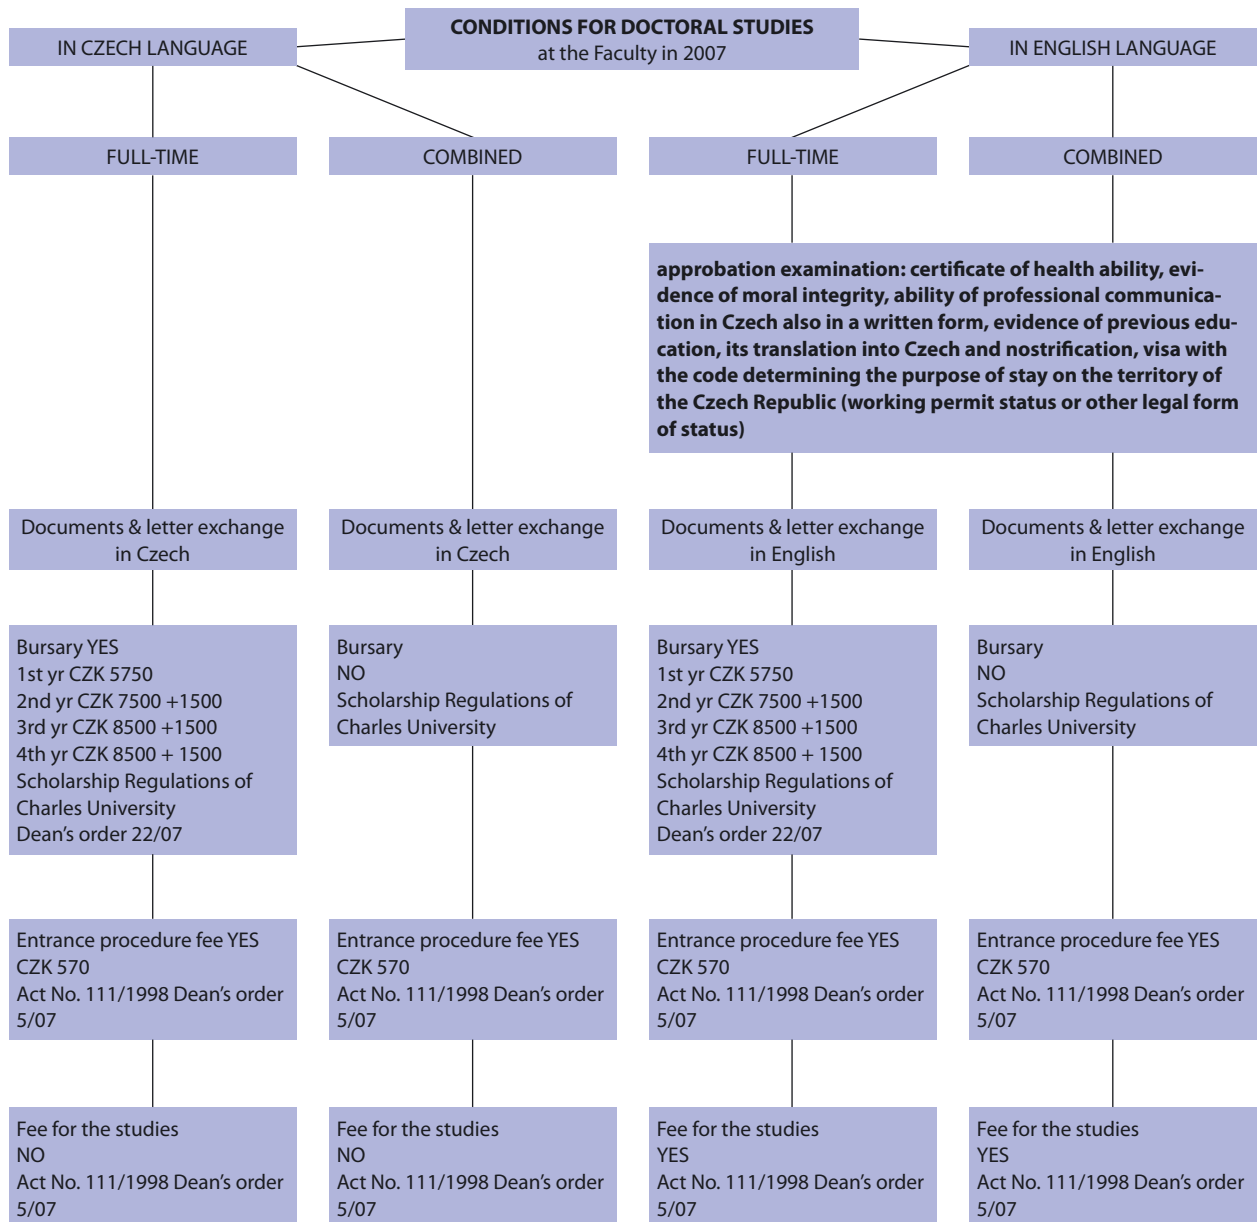 CONDITIONS FOR DOCTORAL STUDIES
at the Faculty in 2007
IN CZECH LANGUAGE
IN ENGLISH LANGUAGE
FULL-TIME
COMBINED
FULL-TIME
COMBINED
approbation examination: certificate of health ability, evi-
dence of moral integrity, ability of professional communica-
tion in Czech also in a written form, evidence of previous edu-
cation, its translation into Czech and nostrification, visa with
the code determining the purpose of stay on the territory of
the Czech Republic (working permit status or other legal form
of status)
Documents & letter exchange
in Czech
Documents & letter exchange
in Czech
Documents & letter exchange
in English
Documents & letter exchange
in English
Bursary YES
1st yr CZK 5750
2nd yr CZK 7500 +1500
3rd yr CZK 8500 +1500
4th yr CZK 8500 + 1500
Scholarship Regulations of
Charles University
Dean's order 22/07
Bursary
NO
Scholarship Regulations of
Charles University
Bursary YES
1st yr CZK 5750
2nd yr CZK 7500 +1500
3rd yr CZK 8500 +1500
4th yr CZK 8500 + 1500
Scholarship Regulations of
Charles University
Dean's order 22/07
Bursary
NO
Scholarship Regulations of
Charles University
Entrance procedure fee YES
CZK 570
Act No. 111/1998 Dean's order
5/07
Entrance procedure fee YES
CZK 570
Act No. 111/1998 Dean's order
5/07
Entrance procedure fee YES
CZK 570
Act No. 111/1998 Dean's order
5/07
Entrance procedure fee YES
CZK 570
Act No. 111/1998 Dean's order
5/07
Fee for the studies
NO
Act No. 111/1998 Dean's order
5/07
Fee for the studies
NO
Act No. 111/1998 Dean's order
5/07
Fee for the studies
YES
Act No. 111/1998 Dean's order
5/07
Fee for the studies
YES
Act No. 111/1998 Dean's order
5/07